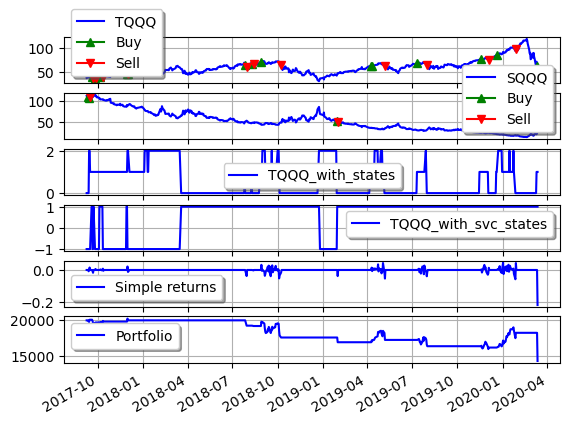 TQQQ
Buy
Sell
100
50
SQQQ
Buy
Sell
100
50
2
0
TQQQ_with_states
1
−1
TQQQ_with_svc_states
0.0
−0.2
Simple returns
20000
15000
Portfolio
2017-10 2018-01 2018-04 2018-07 2018-10 2019-01 2019-04 2019-07 2019-10 2020-01 2020-04